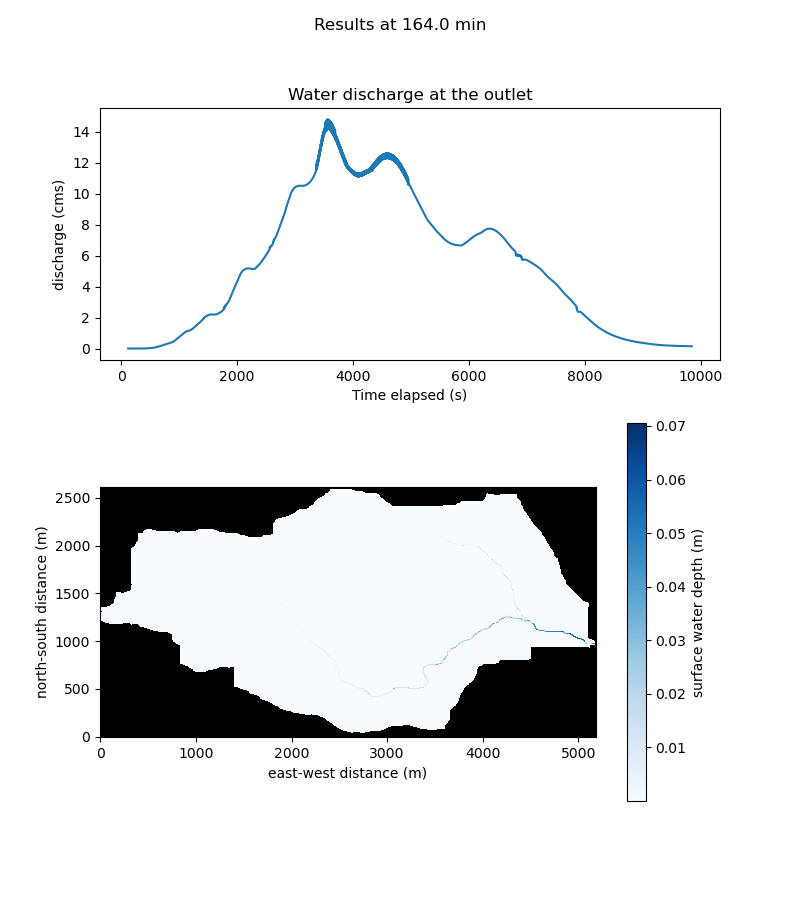 Results at 164.0 min
Water discharge at the outlet
14
12
10
8
6
4
2
0
discharge (cms)
0 2000 4000 6000 8000 10000
Time elapsed (s)
2500
2000
1500
1000
500
0
north-south distance (m)
0 1000 2000 3000 4000 5000
east-west distance (m)
0.07
0.06
0.05
0.04
0.03
0.02
0.01
surface water depth (m)